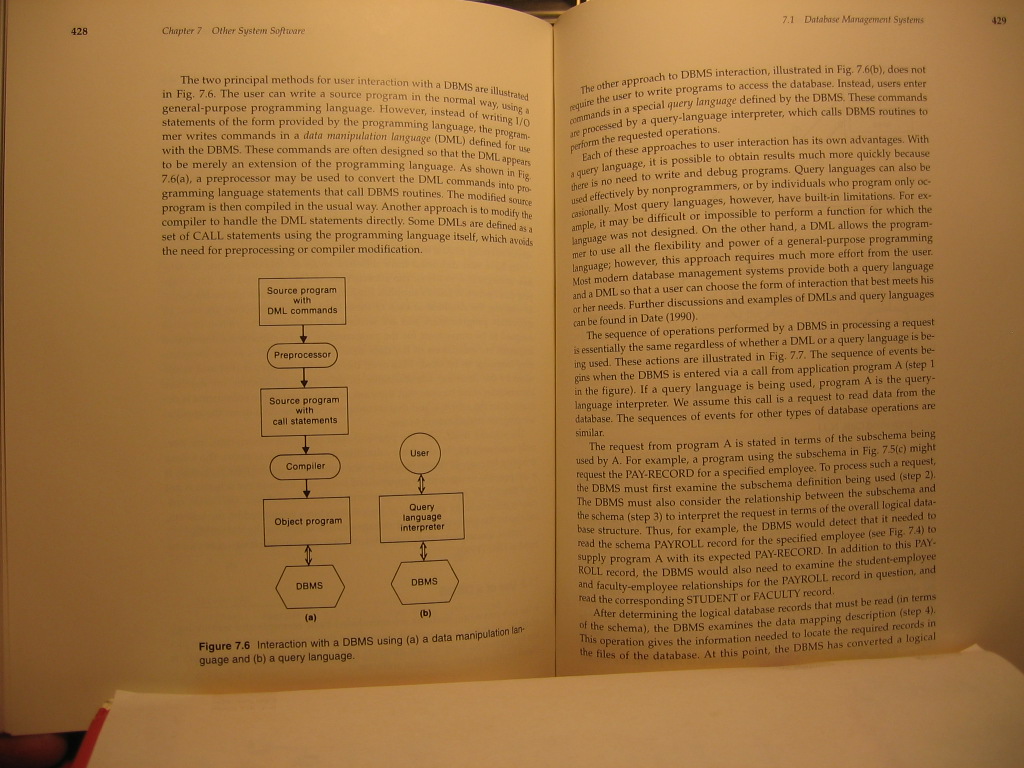 428
Chapter 7 Other System Software
The two principal methods for user interaction with a DBMS are illustrated
in Fig. 7.6. The user can write a source program in the normal way, using a
general-purpose programming language. However, instead of writing I/O
statements of the form provided by the programming language, the program-
mer writes commands in a data manipulation language (DML) defined for use
with the DBMS. These commands are often designed so that the DML appears
to be merely an extension of the programming language. As shown in Fig.
7.6(a), a preprocessor may be used to convert the DML commands into pro-
gramming language statements that call DBMS routines. The modified source
program is then compiled in the usual way. Another approach is to modify the
compiler to handle the DML statements directly. Some DMLs are defined as a
set of CALL statements using the programming language itself, which avoids
the need for preprocessing or compiler modification.
Source program
with
DML commands
Preprocessor
Source program
with
call statements
Compiler
Object program
DBMS
(a)
User
Query
language
interpreter
DBMS
(b)
Figure 7.6 Interaction with a DBMS using (a) a data manipulation lan-
guage and (b) a query language.
7.1 Database Management Systems
429
The other approach to DBMS interaction, illustrated in Fig. 7.6(b), does not
require the user to write programs to access the database. Instead, users enter
commands in a special query language defined by the DBMS. These commands
are processed by a query-language interpreter, which calls DBMS routines to
perform the requested operations.
Each of these approaches to user interaction has its own advantages. With
a query language, it is possible to obtain results much more quickly because
there is no need to write and debug programs. Query languages can also be
used effectively by nonprogrammers, or by individuals who program only oc-
casionally. Most query languages, however, have built-in limitations. For ex-
ample, it may be difficult or impossible to perform a function for which the
language was not designed. On the other hand, a DML allows the program-
mer to use all the flexibility and power of a general-purpose programming
language; however, this approach requires much more effort from the user.
Most modern database management systems provide both a query language
and a DML so that a user can choose the form of interaction that best meets his
or her needs. Further discussions and examples of DMLs and query languages
can be found in Date (1990).
The sequence of operations performed by a DBMS in processing a request
is essentially the same regardless of whether a DML or a query language is be-
ing used. These actions are illustrated in Fig. 7.7. The sequence of events be-
gins when the DBMS is entered via a call from application program A (step 1
in the figure). If a query language is being used, program A is the query-
language interpreter. We assume this call is a request to read data from the
database. The sequences of events for other types of database operations are
similar.
The request from program A is stated in terms of the subschema being
used by A. For example, a program using the subschema in Fig. 7.5(c) might
request the PAY-RECORD for a specified employee. To process such a request,
the DBMS must first examine the subschema definition being used (step 2).
The DBMS must also consider the relationship between the subschema and
the schema (step 3) to interpret the request in terms of the overall logical data-
base structure. Thus, for example, the DBMS would detect that it needed to
read the schema PAYROLL record for the specified employee (see Fig. 7.4) to
supply program A with its expected PAY-RECORD. In addition to this PAY-
ROLL record, the DBMS would also need to examine the student-employee
and faculty-employee relationships for the PAYROLL record in question, and
read the corresponding STUDENT or FACULTY record.
After determining the logical database records that must be read (in terms
of the schema), the DBMS examines the data mapping description (step 4).
This operation gives the information needed to locate the required records in
the files of the database. At this point, the DBMS has converted a logical